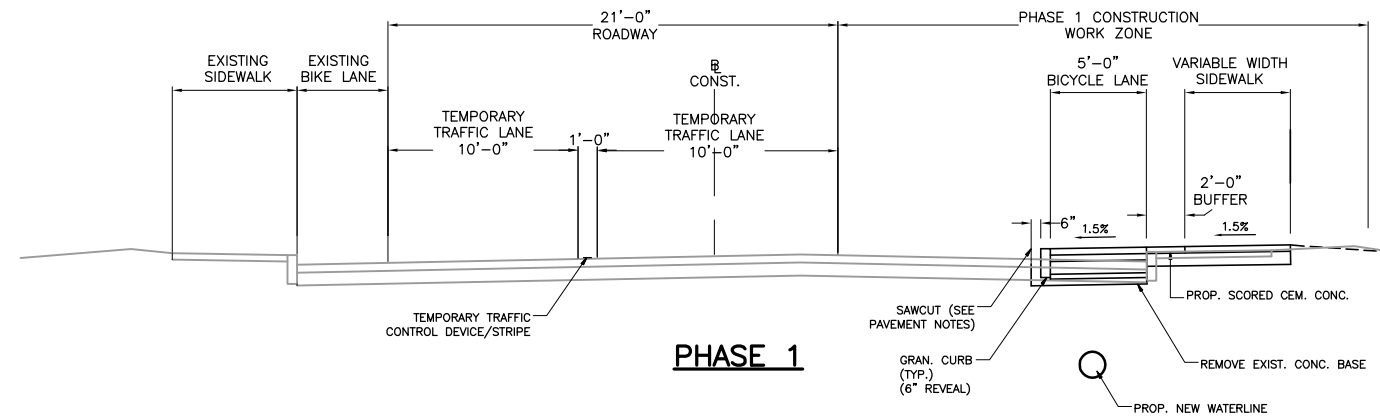 21'-0"
ROADWAY
PHASE 1 CONSTRUCTION
WORK ZONE
EXISTING
SIDEWALK
EXISTING
BIKE LANE
BL
CONST.
5'-0"
BICYCLE LANE
VARIABLE WIDTH
SIDEWALK
TEMPORARY
TRAFFIC LANE
10'-0"
1'-0"
TEMPORARY
TRAFFIC LANE
10'-0"
2'-0"
BUFFER
6"
1.5%
1.5%
TEMPORARY TRAFFIC
CONTROL DEVICE/STRIPE
SAWCUT (SEE
PAVEMENT NOTES)
PROP. SCORED CEM. CONC.
PHASE 1
GRAN. CURB
(TYP.)
(6" REVEAL)
REMOVE EXIST. CONC. BASE
PROP. NEW WATERLINE